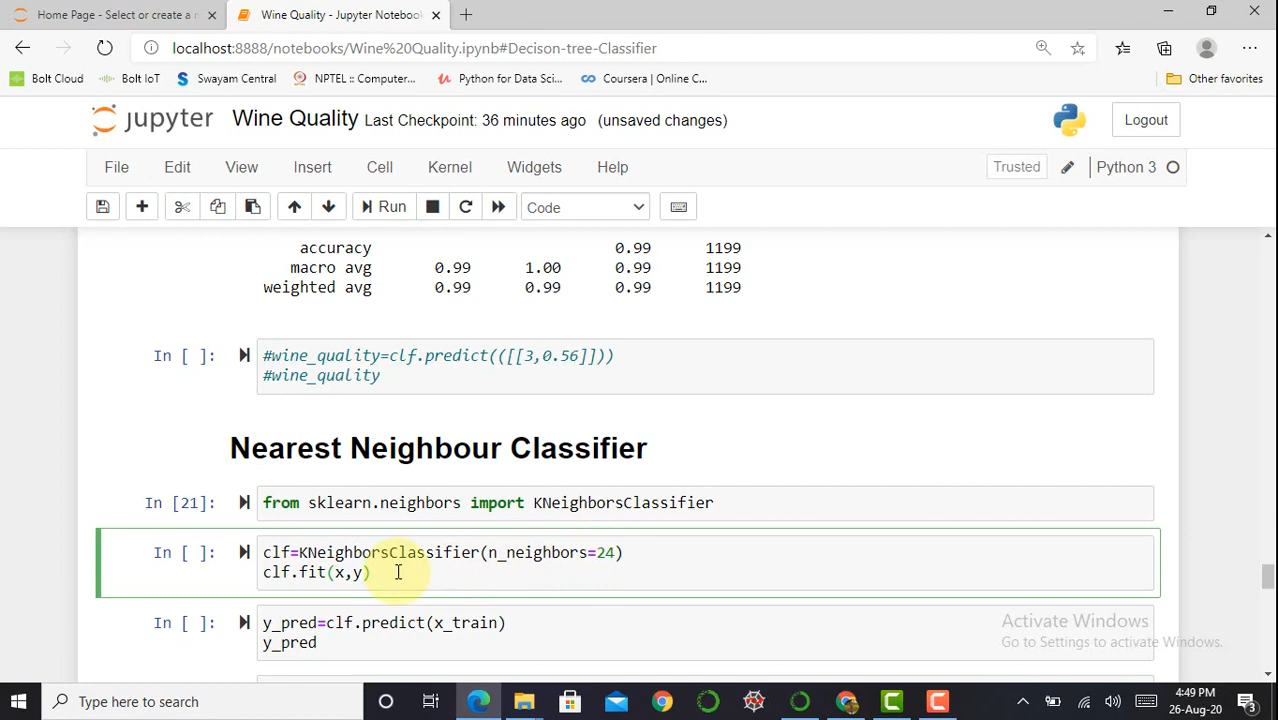 Home Page - Select or create a n
Wine Quality - Jupyter Notebook
localhost:8888/notebooks/Wine%20Quality.ipynb#Decison-tree-Classifier
Bolt Cloud
Bolt IoT
Swayam Central
NPTEL :: Computer...
Python for Data Sci...
Coursera | Online C...
Other favorites
jupyter Wine Quality Last Checkpoint: 36 minutes ago (unsaved changes)
Logout
File Edit View Insert Cell Kernel Widgets Help
Trusted
Python 3
Run
Code
accuracy 0.99 1199
macro avg 0.99 1.00 0.99 1199
weighted avg 0.99 0.99 0.99 1199
In [ ]: #wine_quality=clf.predict(([[3,0.56]]))
#wine_quality
Nearest Neighbour Classifier
In [21]: from sklearn.neighbors import KNeighborsClassifier
In [ ]: clf=KNeighborsClassifier(n_neighbors=24)
clf.fit(x,y)
In [ ]: y_pred=clf.predict(x_train)
y_pred
Activate Windows
Go to Settings to activate Windows.
Type here to search
4:49 PM
26-Aug-20
3